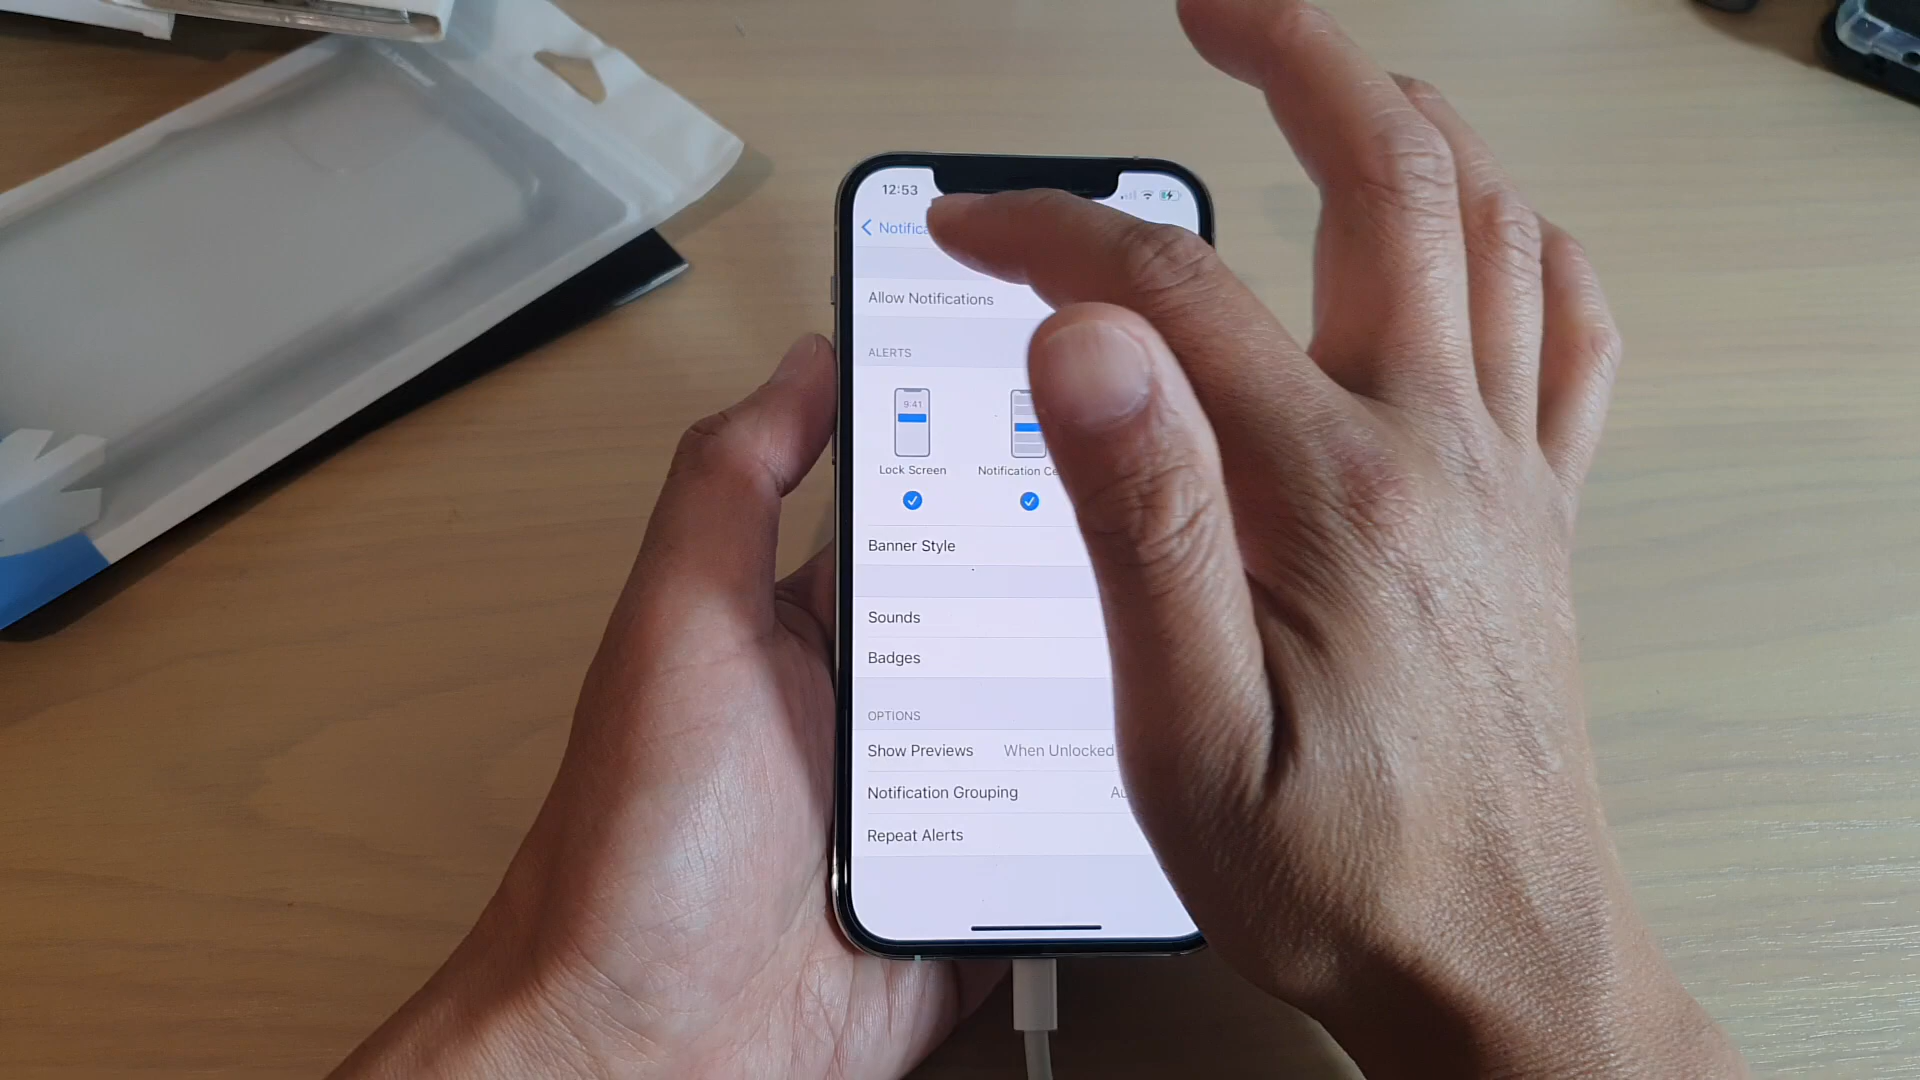 12:53
Notifica
Allow Notifications
ALERTS
9:41
Lock Screen
Notification Ce
Banner Style
Sounds
Badges
OPTIONS
Show Previews When Unlocked
Notification Grouping Au
Repeat Alerts